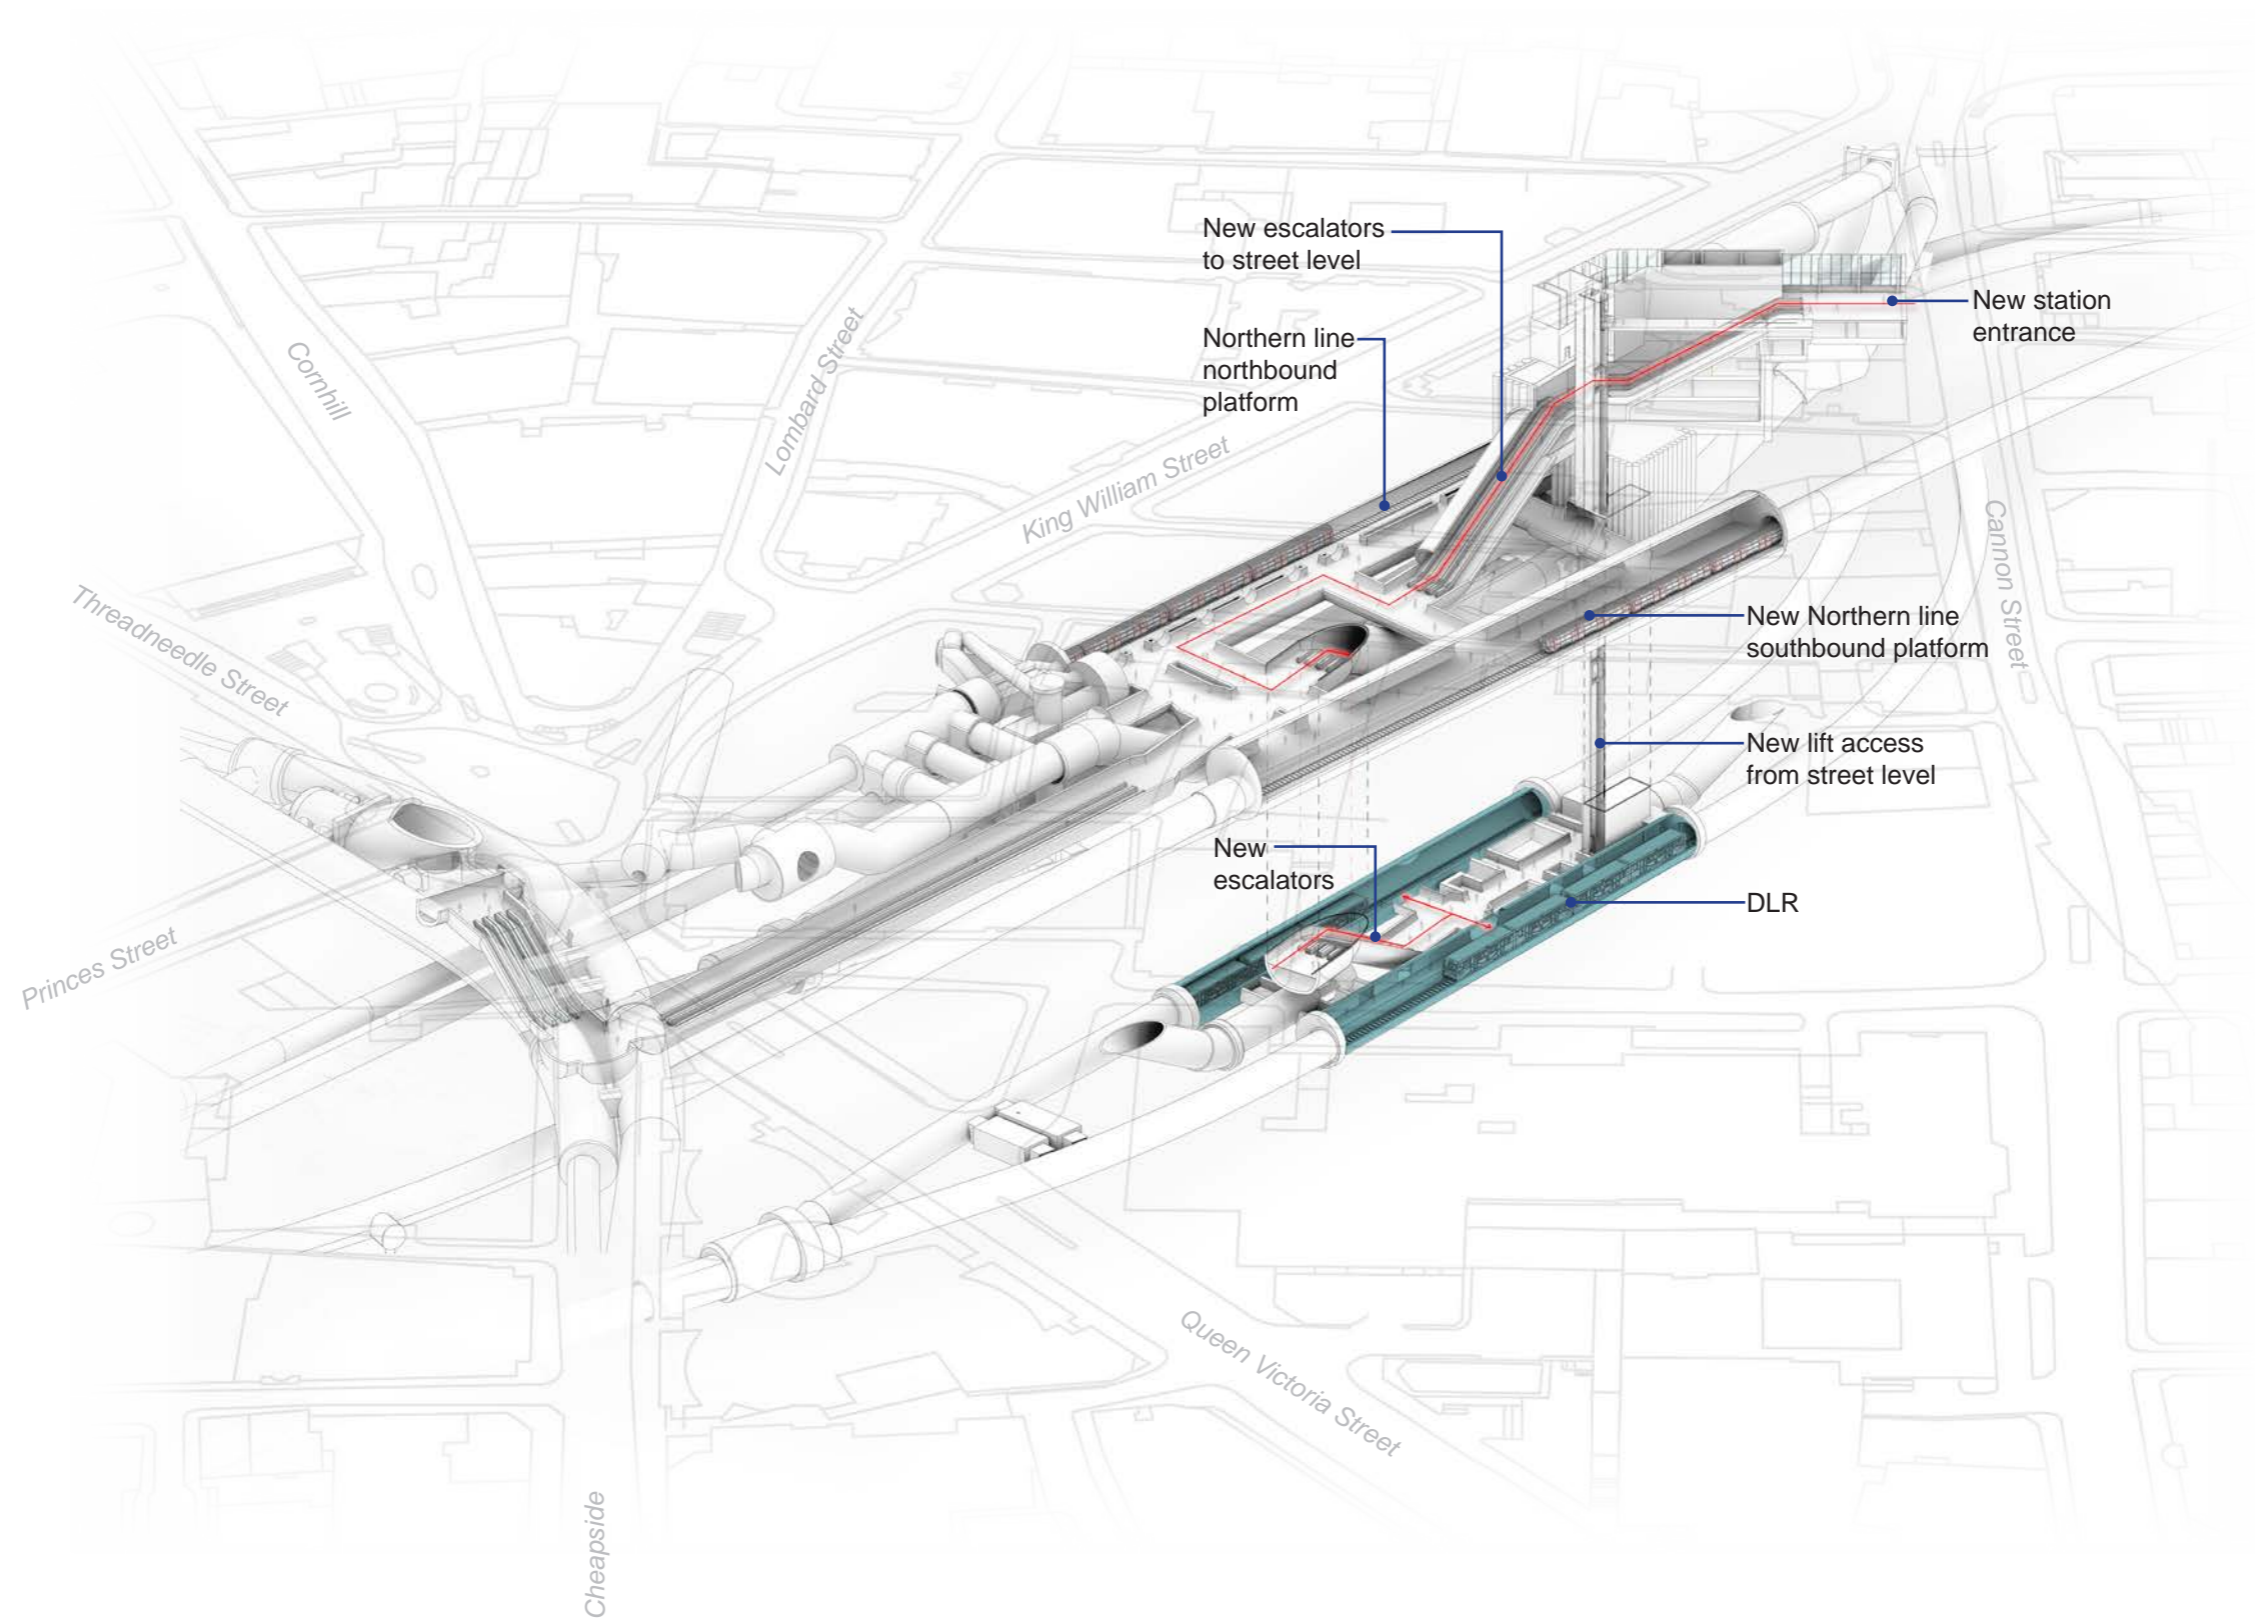 New escalators
to street level
New station
entrance
Northern line
northbound
platform
Cornhill
Lombard Street
King William Street
Cannon Street
Threadneedle Street
New Northern line
southbound platform
New lift access
from street level
New
escalators
DLR
Princes Street
Queen Victoria Street
Cheapside